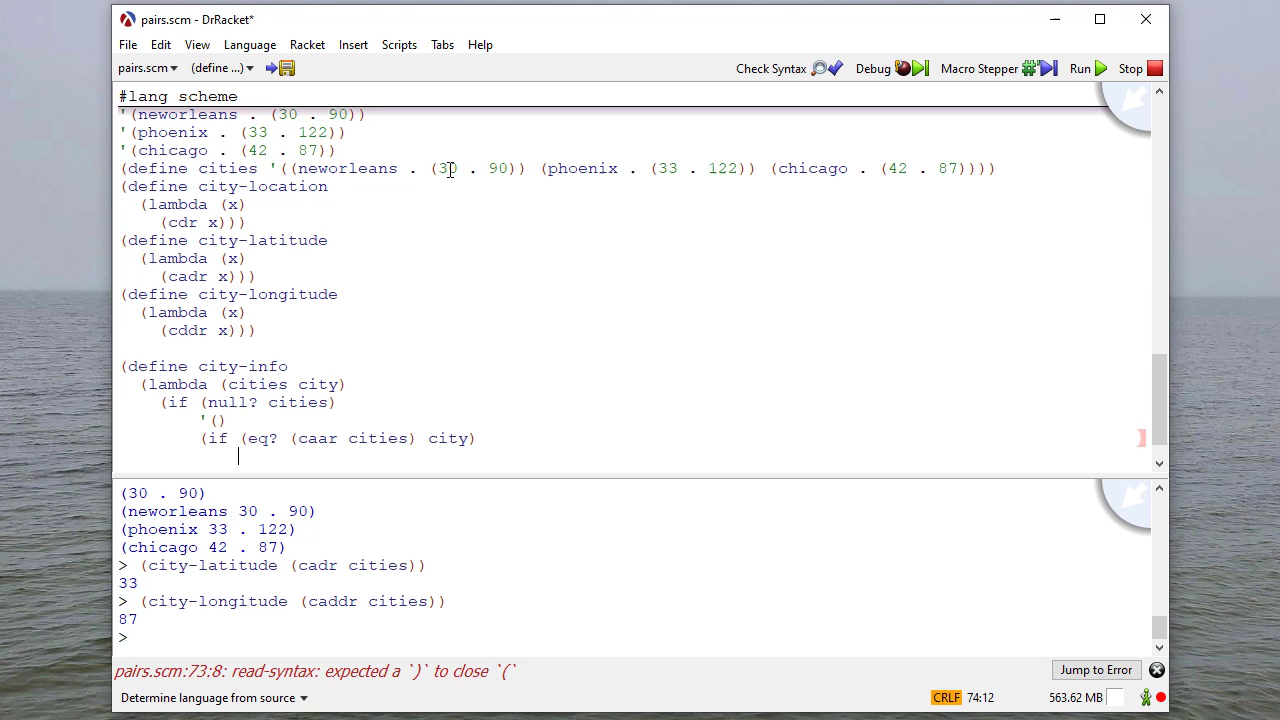 pairs.scm - DrRacket*
File Edit View Language Racket Insert Scripts Tabs Help
pairs.scm (define ...) Check Syntax Debug Macro Stepper Run Stop
#lang scheme
'(neworleans . (30 . 90))
'(phoenix . (33 . 122))
'(chicago . (42 . 87))
(define cities '((neworleans . (30 . 90)) (phoenix . (33 . 122)) (chicago . (42 . 87))))
(define city-location
(lambda (x)
(cdr x)))
(define city-latitude
(lambda (x)
(cadr x)))
(define city-longitude
(lambda (x)
(cddr x)))
(define city-info
(lambda (cities city)
(if (null? cities)
'()
(if (eq? (caar cities) city)
(30 . 90)
(neworleans 30 . 90)
(phoenix 33 . 122)
(chicago 42 . 87)
> (city-latitude (cadr cities))
33
> (city-longitude (caddr cities))
87
>
pairs.scm:73:8: read-syntax: expected a `)` to close `(` Jump to Error
Determine language from source CRLF 74:12 563.62 MB